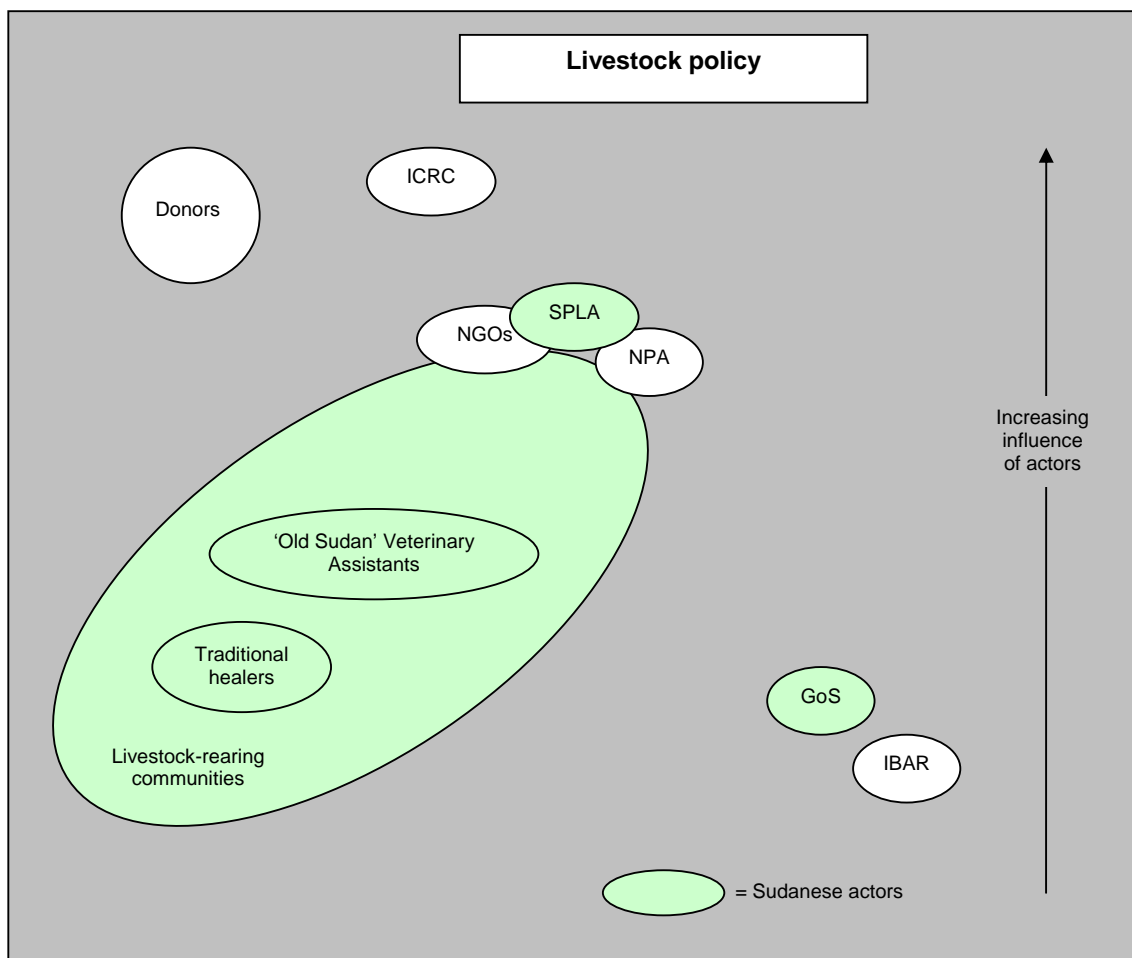 Livestock policy
ICRC
Donors
SPLA
NGOs
NPA
Increasing
influence
of actors
‘Old Sudan’ Veterinary
Assistants
Traditional
healers
GoS
Livestock-rearing
communities
IBAR
= Sudanese actors